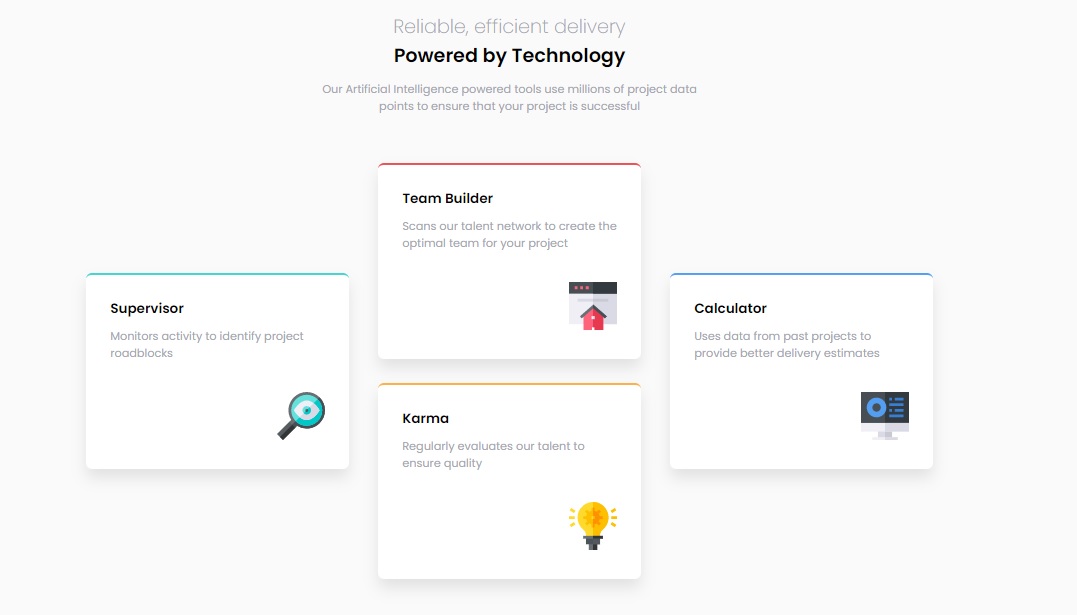 Reliable, efficient delivery
Powered by Technology
Our Artificial Intelligence powered tools use millions of project data
points to ensure that your project is successful
Supervisor
Monitors activity to identify project
roadblocks
Team Builder
Scans our talent network to create the
optimal team for your project
Karma
Regularly evaluates our talent to
ensure quality
Calculator
Uses data from past projects to
provide better delivery estimates